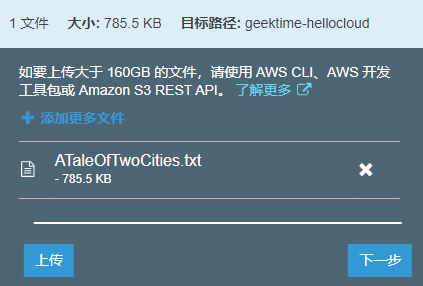 1 文件 大小: 785.5 KB 目标路径: geektime-hellocloud
如要上传大于 160GB 的文件，请使用 AWS CLI、AWS 开发
工具包或 Amazon S3 REST API。 了解更多
添加更多文件
ATaleOfTwoCities.txt
- 785.5 KB
上传 下一步